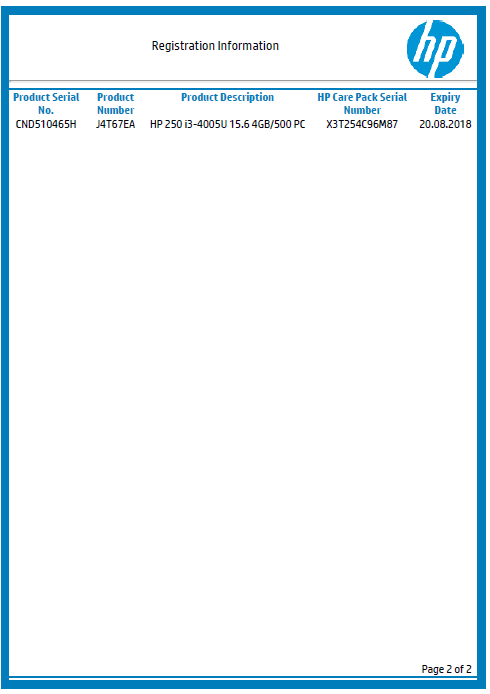 Registration Information
hp
Product Serial No. Product Number Product Description HP Care Pack Serial Number Expiry Date
CND510465H J4T67EA HP 250 i3-4005U 15.6 4GB/500 PC X3T254C96M87 20.08.2018
Page 2 of 2